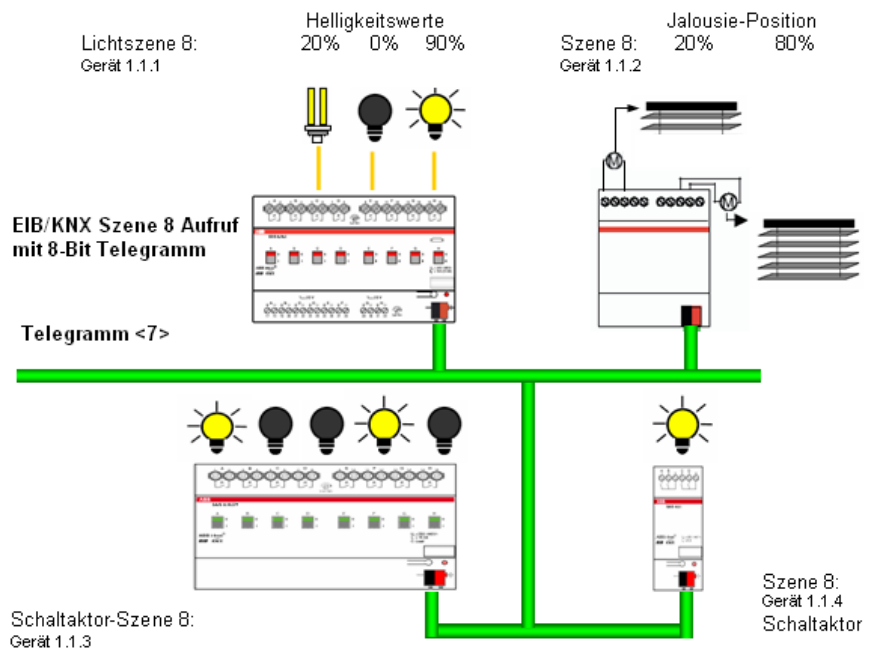 Helligkeitswerte
Lichtszene 8: 20% 0% 90%
Gerät 1.1.1
Jalousie-Position
Szene 8: 20% 80%
Gerät 1.1.2
M
M
EIB/KNX Szene 8 Aufruf
mit 8-Bit Telegramm
Telegramm <7>
Schaltaktor-Szene 8:
Gerät 1.1.3
Szene 8:
Gerät 1.1.4
Schaltaktor